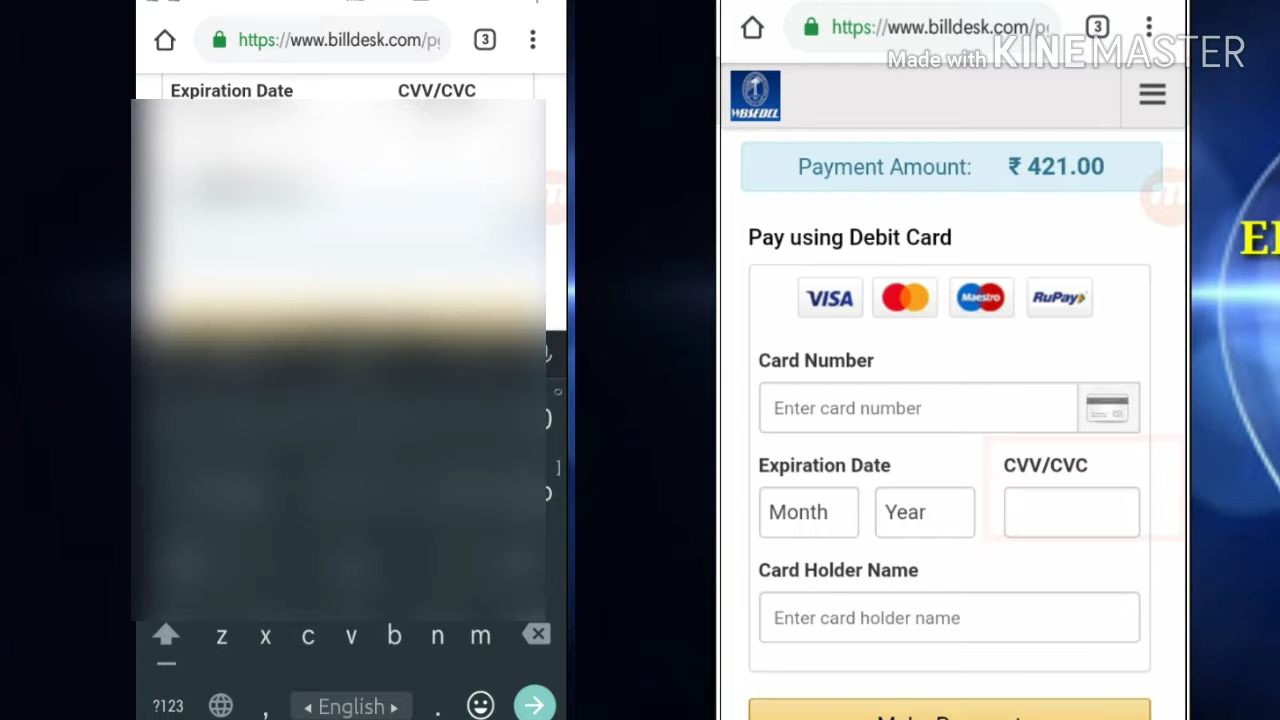 https://www.billdesk.com/pg
3
Expiration Date CVV/CVC
z x c v b n m
?123 , English .
https://www.billdesk.com/p
3
Made with KINEMASTER
WBSEDCL
Payment Amount: ₹ 421.00
Pay using Debit Card
VISA Maestro RuPay
Card Number
Enter card number
Expiration Date CVV/CVC
Month Year
Card Holder Name
Enter card holder name